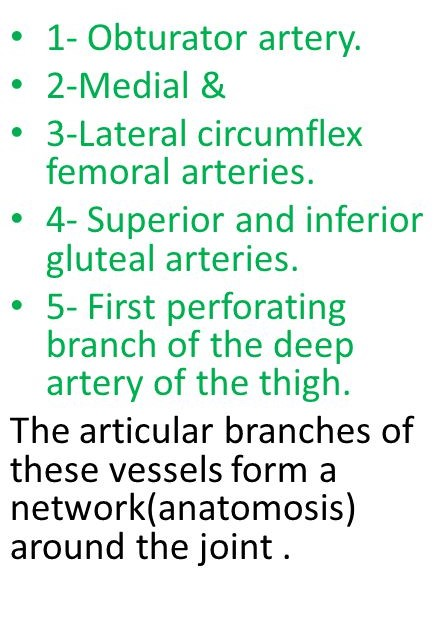 • 1- Obturator artery.
• 2-Medial &
• 3-Lateral circumflex
femoral arteries.
• 4- Superior and inferior
gluteal arteries.
• 5- First perforating
branch of the deep
artery of the thigh.
The articular branches of
these vessels form a
network(anatomosis)
around the joint .